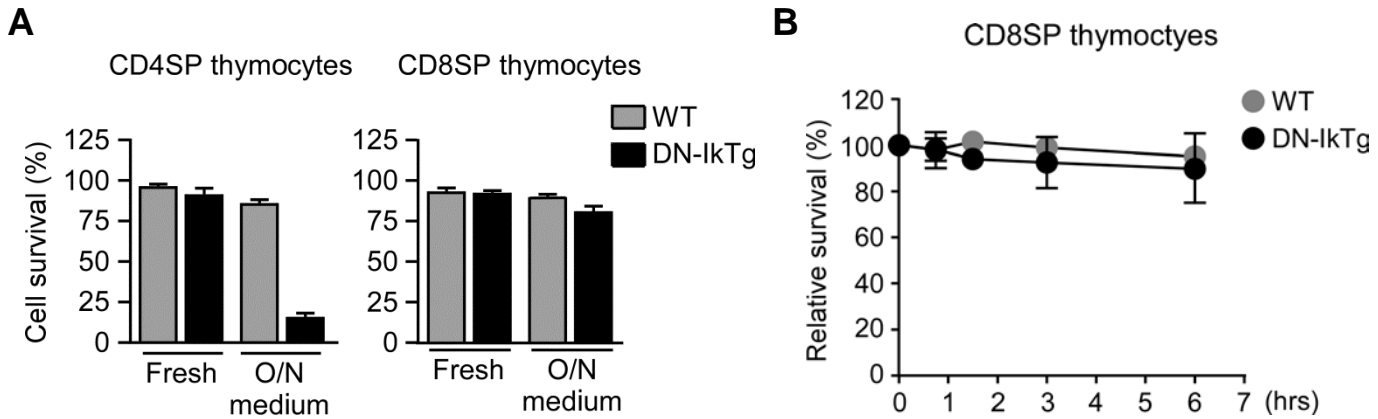 A
CD4SP thymocytes
CD8SP thymocytes
WT
DN-IkTg
Cell survival (%)
125
100
75
50
25
0
Fresh
O/N
medium
125
100
75
50
25
0
Fresh
O/N
medium
B
CD8SP thymoctyes
WT
DN-IkTg
Relative survival (%)
120
100
80
60
40
20
0
0 1 2 3 4 5 6 7 (hrs)